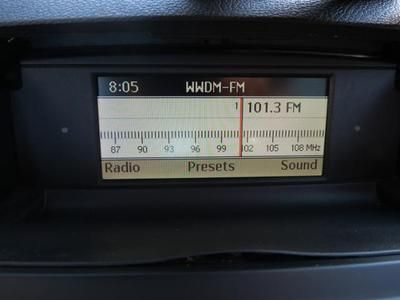 8:05 WWDM-FM
1 101.3 FM
87 90 93 96 99 102 105 108 MHz
Radio Presets Sound